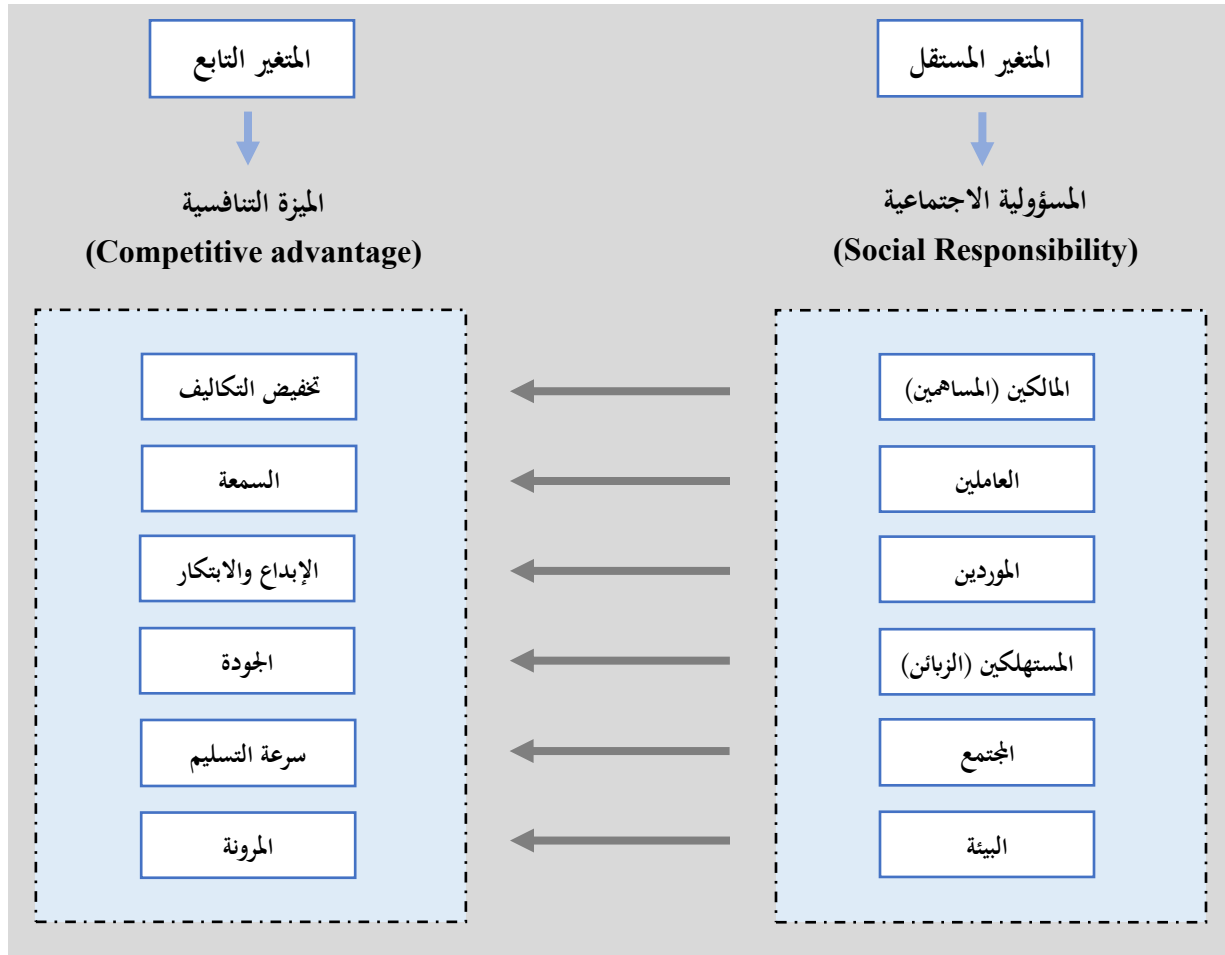 المتغير المستقل
المتغير التابع
المسؤولية الاجتماعية
(Social Responsibility)
الميزة التنافسية
(Competitive advantage)
المالكين (المساهمين)
تخفيض التكاليف
العاملين
السمعة
الموردين
الإبداع والابتكار
المستهلكين (الزبائن)
الجودة
المجتمع
سرعة التسليم
البيئة
المرونة